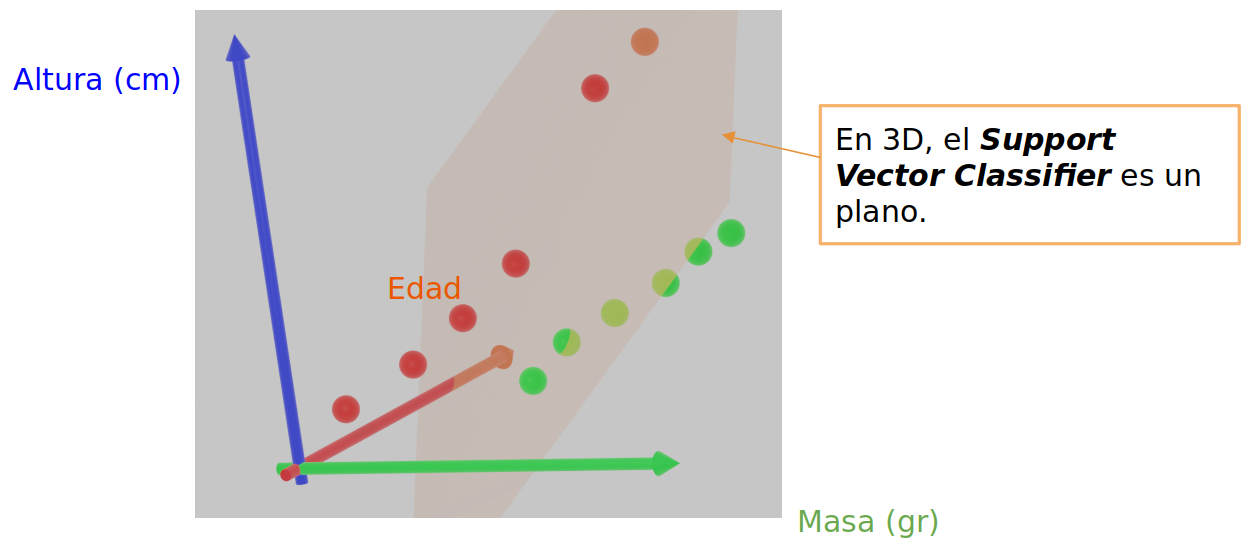 Altura (cm)
En 3D, el Support
Vector Classifier es un
plano.
Edad
Masa (gr)